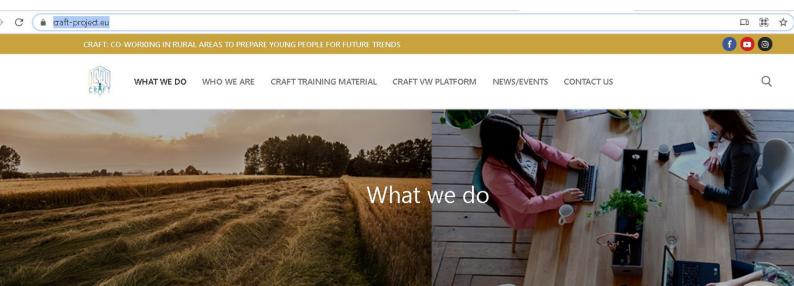 craft-project.eu
CRAFT: CO-WORKING IN RURAL AREAS TO PREPARE YOUNG PEOPLE FOR FUTURE TRENDS
CRAFT
WHAT WE DO WHO WE ARE CRAFT TRAINING MATERIAL CRAFT VW PLATFORM NEWS/EVENTS CONTACT US
What we do